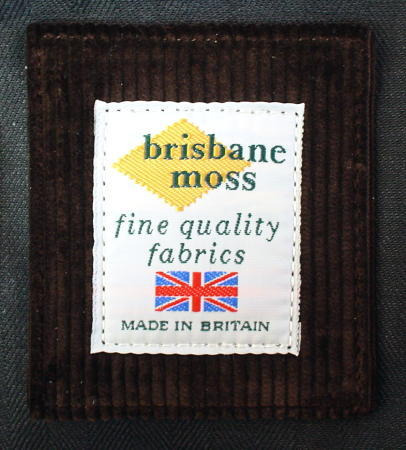 brisbane
moss
fine quality
fabrics
MADE IN BRITAIN